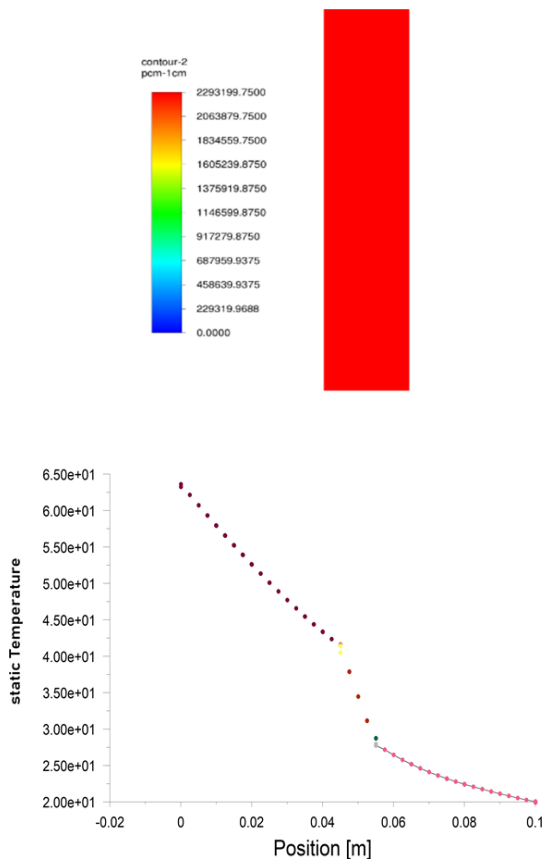 contour-2
pcm-1cm
2293199.7500
2063879.7500
1834559.7500
1605239.8750
1375919.8750
1146599.8750
917279.8750
687959.9375
458639.9375
229319.9688
0.0000
6.50e+01
6.00e+01
5.50e+01
5.00e+01
4.50e+01
4.00e+01
3.50e+01
3.00e+01
2.50e+01
2.00e+01
static Temperature
-0.02 0 0.02 0.04 0.06 0.08 0.1
Position [m]